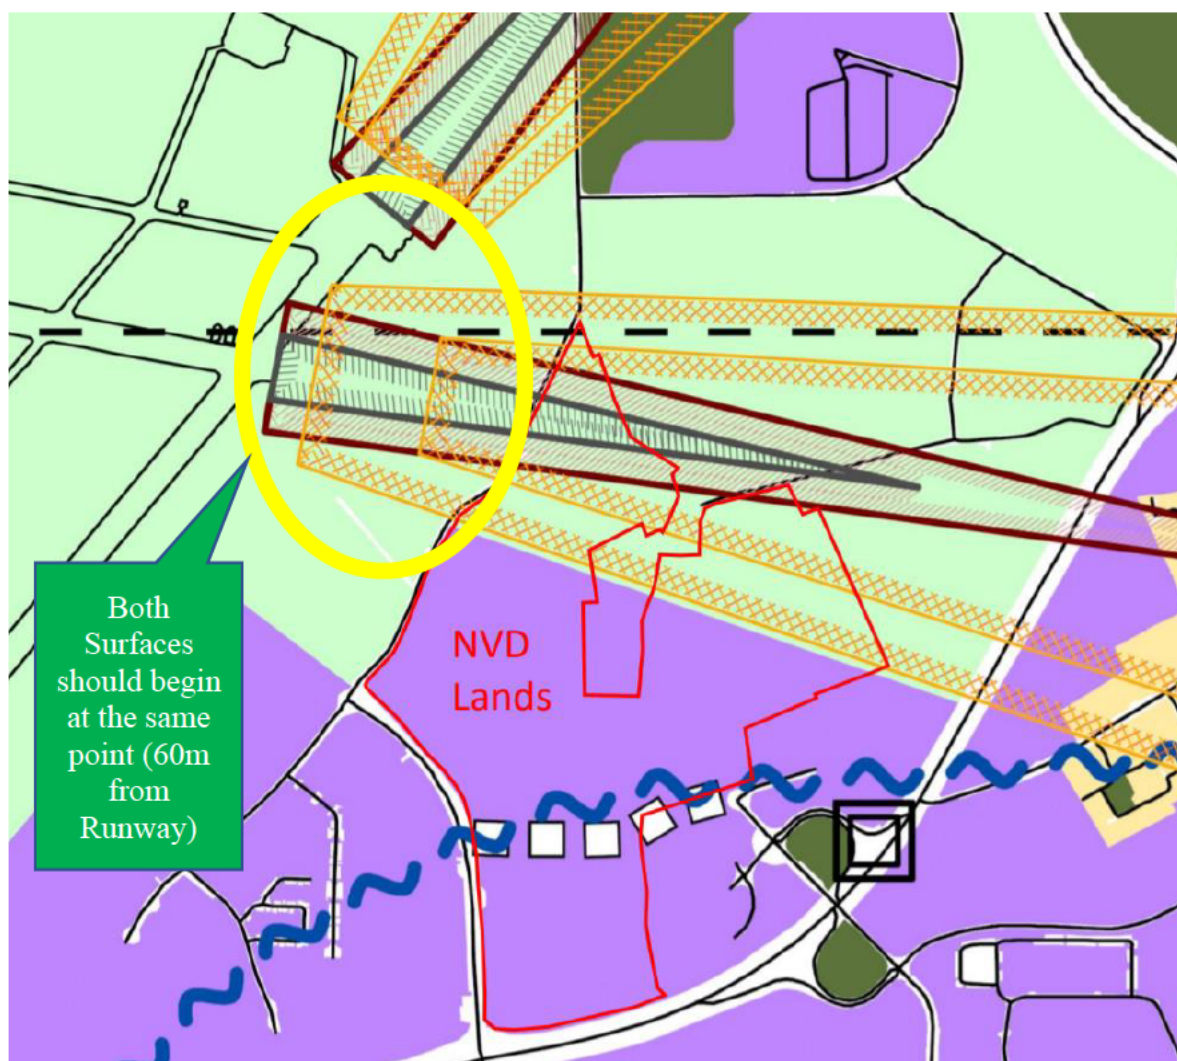 NVD
Lands
Both
Surfaces
should begin
at the same
point (60m
from
Runway)